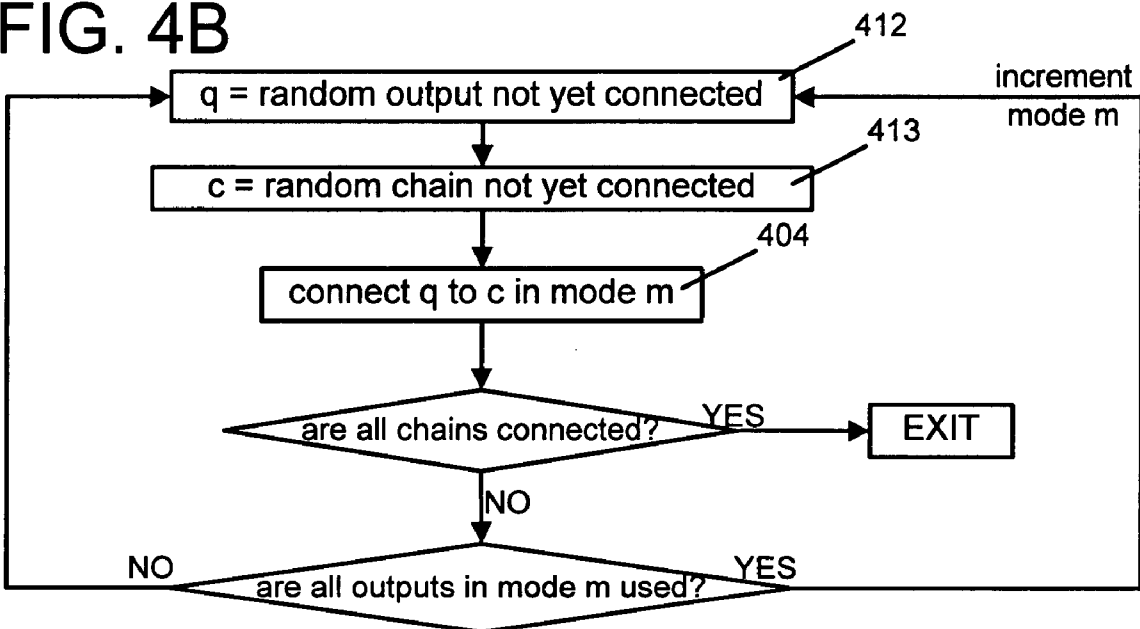 FIG. 4B
412
q = random output not yet connected
increment
mode m
413
c = random chain not yet connected
404
connect q to c in mode m
are all chains connected?
YES
EXIT
NO
NO
are all outputs in mode m used?
YES